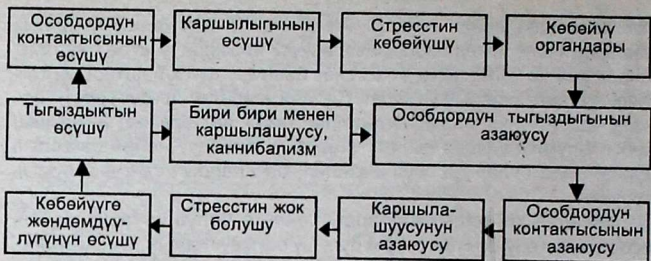 Особдордун
контактысынын
өсүшү
Каршылыгынын
өсүшү
Стресстин
көбөйүшү
Көбөйүү
органдары
Тыгыздыктын
өсүшү
Бири бири менен
каршылашуусу,
каннибализм
Особдордун тыгыздыгынын
азаюусу
Көбөйүүгө
жөндөмдүү-
лүгүнүн өсүшү
Стресстин жок
болушу
Каршыла-
шуусунун
азаюусу
Особдордун
контактысынын
азаюусу